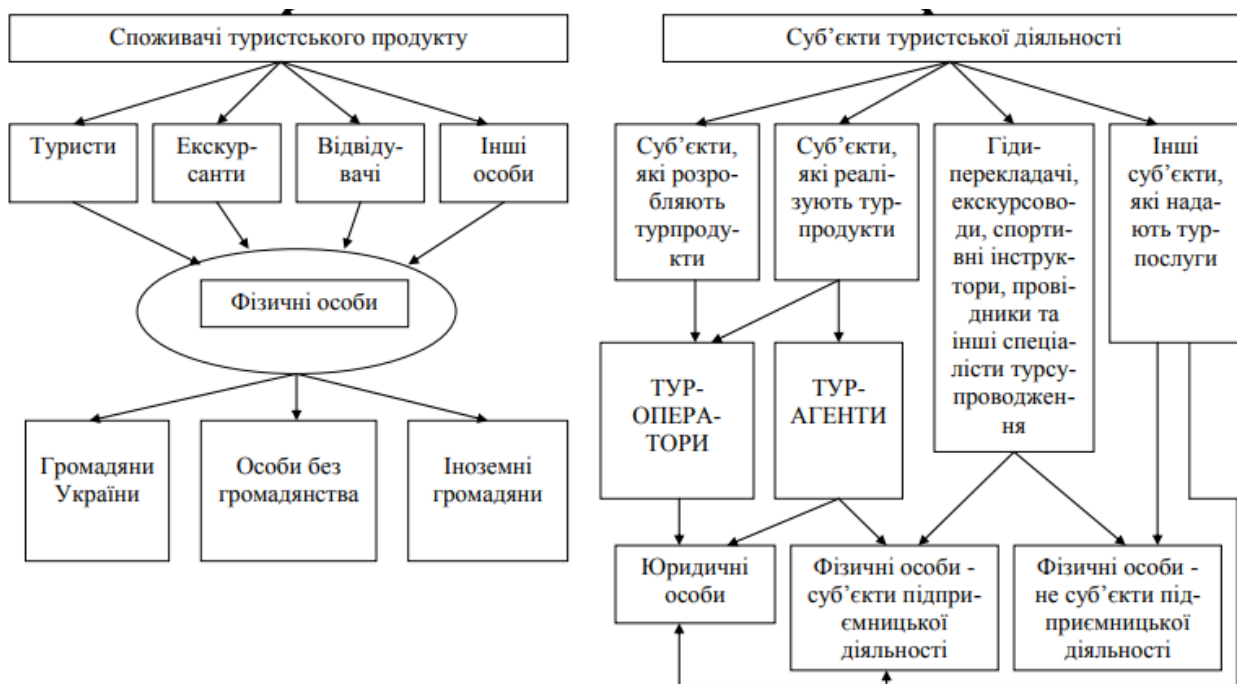 Споживачі туристського продукту
Суб’єкти туристської діяльності
Туристи
Екскур-
санти
Відвіду-
вачі
Інші
особи
Суб’єкти,
які розро-
бляють
турпроду-
кти
Суб’єкти,
які реалі-
зують тур-
продукти
Гіди-
перекладачі,
екскурсово-
ди, спорти-
вні інструк-
тори, прові-
дники та
інші спеціа-
лісти турсу-
проводжен-
ня
Інші
суб’єкти,
які нада-
ють тур-
послуги
Фізичні особи
ТУР-
ОПЕРА-
ТОРИ
ТУР-
АГЕНТИ
Громадяни
України
Особи без
громадянства
Іноземні
громадяни
Юридичні
особи
Фізичні особи -
суб’єкти підпри-
ємницької
діяльності
Фізичні особи -
не суб’єкти під-
приємницької
діяльності